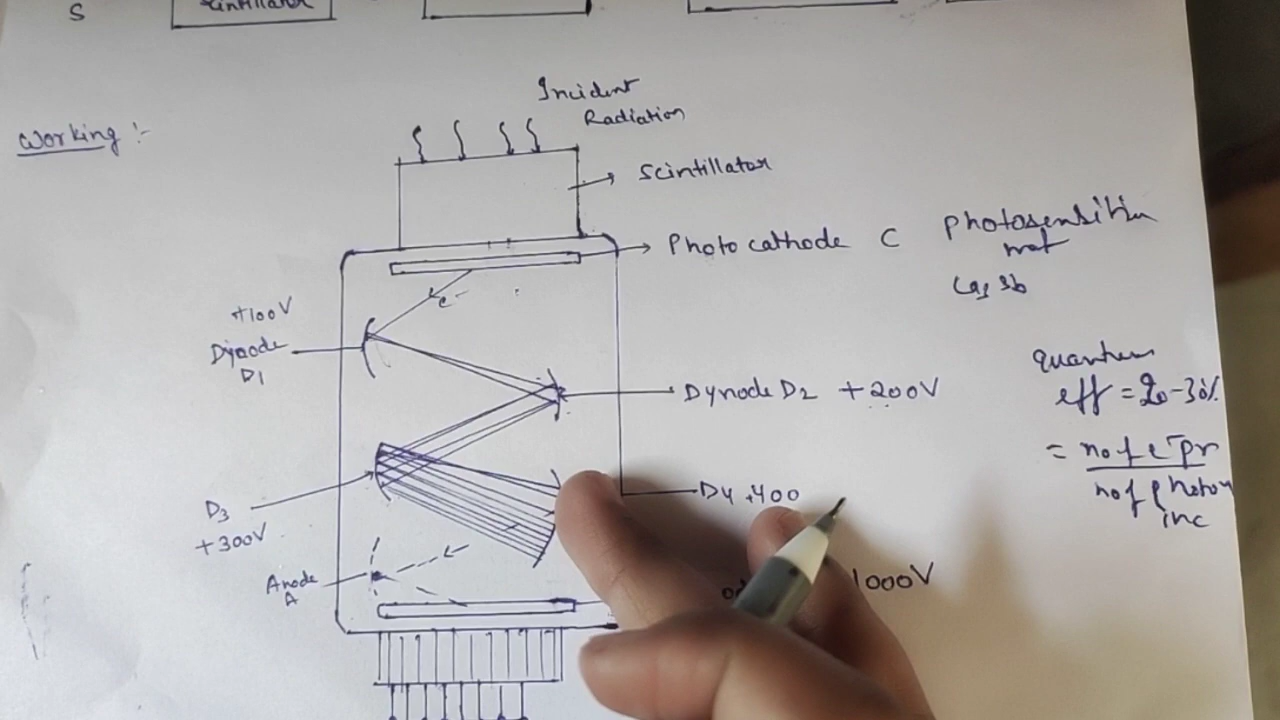 S
Working :-
Incident
Radiation
Scintillator
Photo cathode C
photosensitive
mat
Cs3 Sb
+100V
Dynode
D1
quantum
eff = 20-30%
= no of e- pr
no of photon
inc
Dynode D2 +200V
e-
D4 +400
D3
+300V
Anode
A
1000V